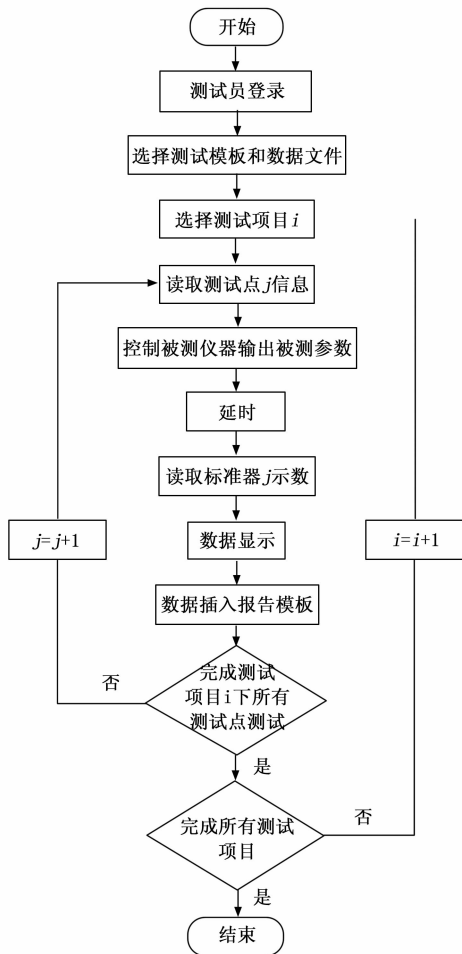 开始
测试员登录
选择测试模板和数据文件
选择测试项目i
读取测试点j信息
控制被测仪器输出被测参数
延时
读取标准器j示数
j=j+1
数据显示
i=i+1
数据插入报告模板
否
完成测试
项目i下所有
测试点测试
是
完成所有测试
项目
否
是
结束